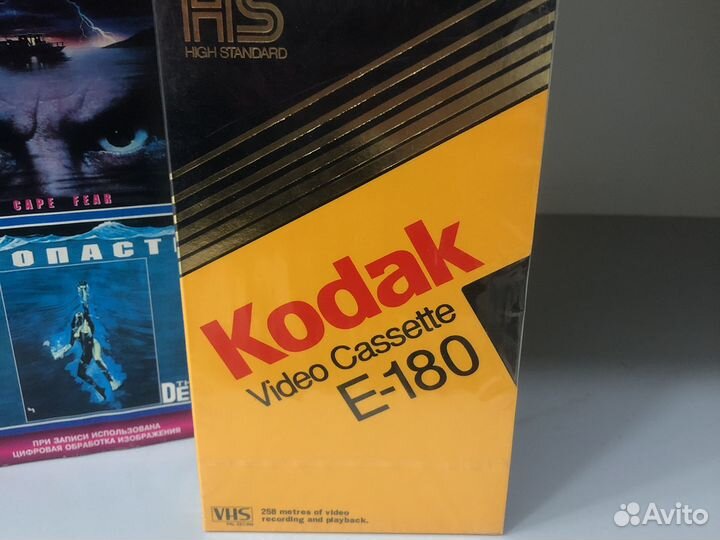 HS
HIGH STANDARD
CAPE FEAR
ОПАСТ
TH
DE
ПРИ ЗАПИСИ ИСПОЛЬЗОВАНА
ЦИФРОВАЯ ОБРАБОТКА ИЗОБРАЖЕНИЯ
Kodak
Video Cassette
E-180
VHS
258 metres of video
recording and playback.
Avito